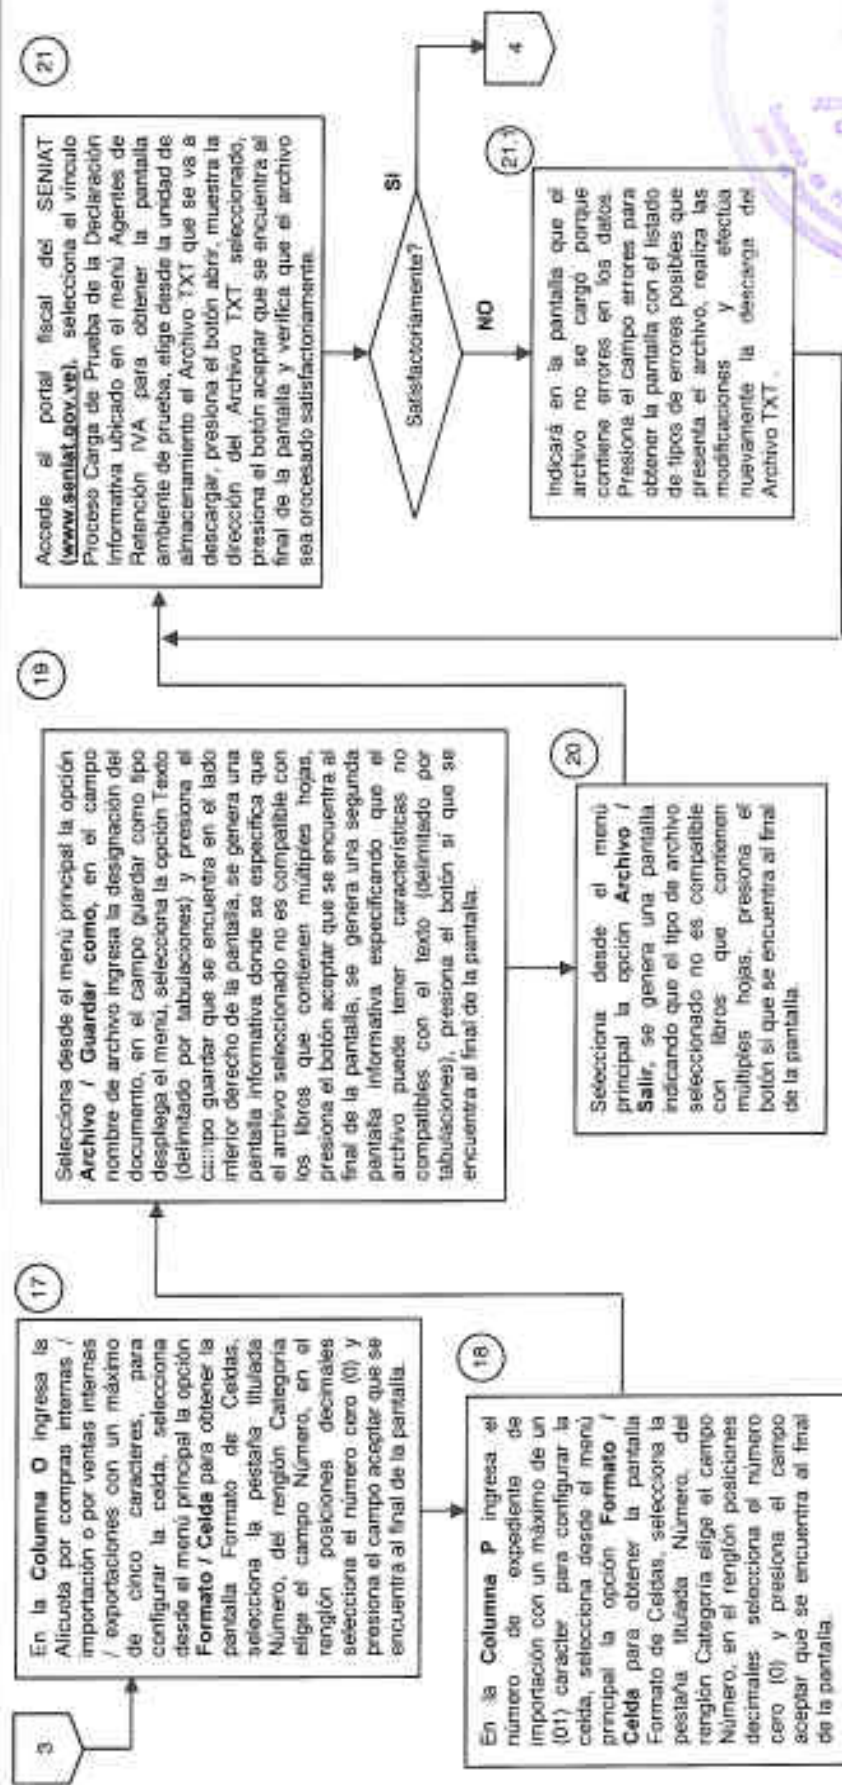 3
17
En la Columna O ingresa la
Alícuota por compras internas /
importación o por ventas internas
/ exportaciones con un máximo
de cinco caracteres, para
configurar la celda, selecciona
desde el menú principal la opción
Formato / Celda para obtener la
pantalla Formato de Celdas,
selecciona la pestaña titulada
Número, del renglón Categoría
elige el campo Número, en el
renglón posiciones decimales
selecciona el número cero (0) y
presiona el campo aceptar que se
encuentra al final de la pantalla.
18
En la Columna P ingresa el
número de expediente de
importación con un máximo de un
(01) caracter para configurar la
celda, selecciona desde el menú
principal la opción Formato /
Celda para obtener la pantalla
Formato de Celdas, selecciona la
pestaña titulada Número, del
renglón Categoría elige el campo
Número, en el renglón posiciones
decimales selecciona el número
cero (0) y presiona el campo
aceptar que se encuentra al final
de la pantalla.
19
Selecciona desde el menú principal la opción
Archivo / Guardar como, en el campo
nombre de archivo ingresa la designación del
documento, en el campo guardar como tipo
desplega el menú, selecciona la opción Texto
(delimitado por tabulaciones) y presiona el
guardar que se encuentra en el lado
inferior derecho de la pantalla, se genera una
pantalla informativa donde se especifica que
el archivo seleccionado no es compatible con
los libros que contienen múltiples hojas,
presiona el botón aceptar que se encuentra al
final de la pantalla, se genera una segunda
pantalla informativa especificando que el
archivo puede tener características no
compatibles con el texto (delimitado por
tabulaciones), presiona el botón si que se
encuentra al final de la pantalla.
20
Selecciona desde el menú
principal la opción Archivo /
Salir, se genera una pantalla
indicando que el tipo de archivo
seleccionado no es compatible
con libros que contienen
múltiples hojas, presiona el
botón si que se encuentra al final
de la pantalla.
21
Accede al portal fiscal del SENIAT
(www.seniat.gov.ve), selecciona el vínculo
Proceso Carga de Prueba de la Declaración
Informativa ubicado en el menú Agentes de
Retención IVA para obtener la pantalla
ambiente de prueba, elige desde la unidad de
almacenamiento el Archivo TXT que se va a
descargar, presiona el botón abrir, muestra la
dirección del Archivo TXT seleccionado,
presiona el botón aceptar que se encuentra al
final de la pantalla y verifica que el archivo
sea procesado satisfactoriamente.
Satisfactoriamente?
SI
4
NO
21.1
Indicará en la pantalla que el
archivo no se cargó porque
contiene errores en los datos.
Presiona el campo errores para
obtener la pantalla con el listado
de tipos de errores posibles que
presenta el archivo, realiza las
modificaciones y efectúa
nuevamente la descarga del
Archivo TXT .